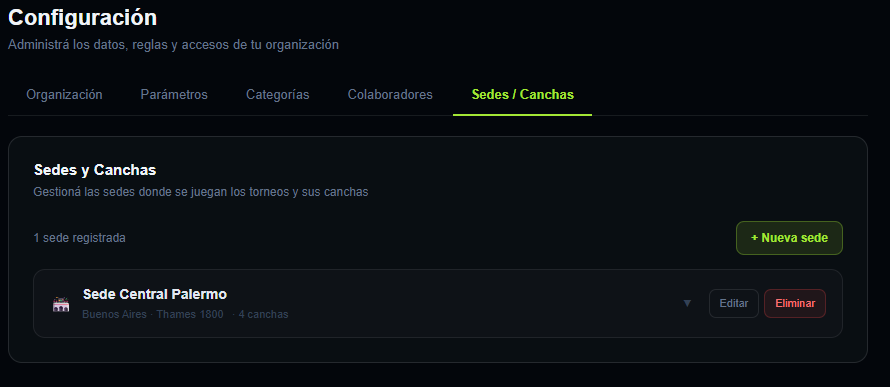 Configuración
Administrá los datos, reglas y accesos de tu organización
Organización Parámetros Categorías Colaboradores Sedes / Canchas
Sedes y Canchas
Gestioná las sedes donde se juegan los torneos y sus canchas
1 sede registrada
+ Nueva sede
Sede Central Palermo
Buenos Aires · Thames 1800 · 4 canchas
▼ Editar Eliminar